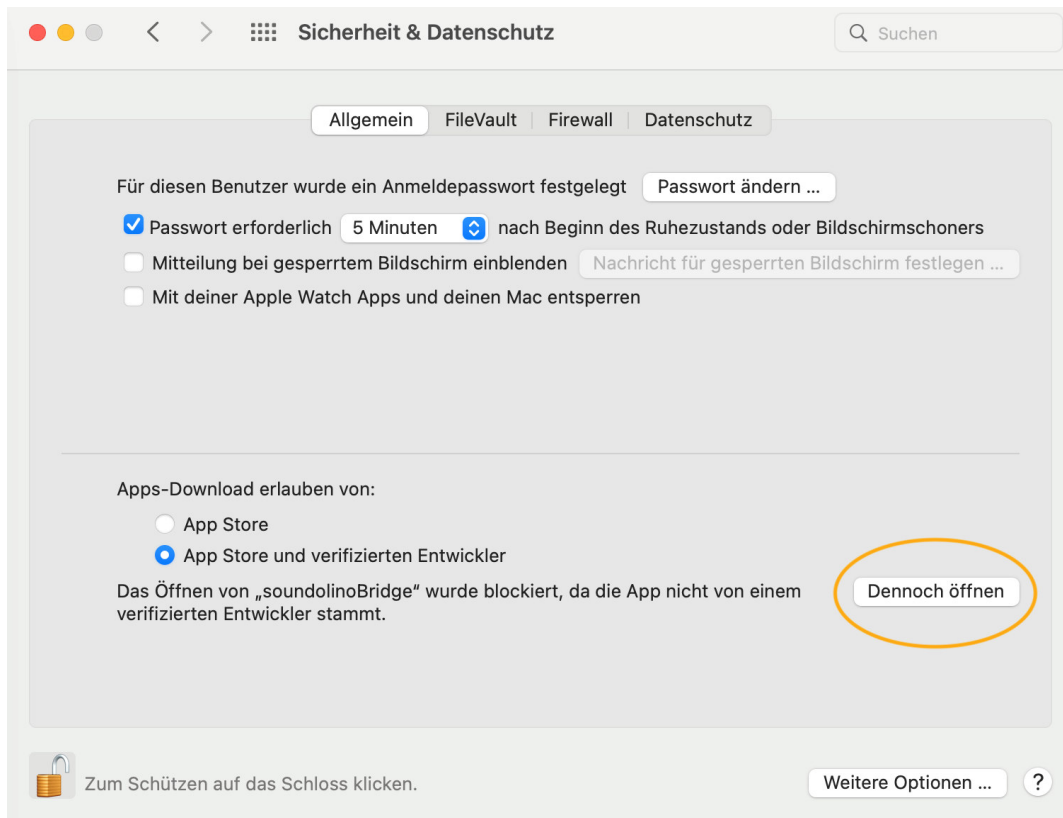 Sicherheit & Datenschutz
Suchen
Allgemein
FileVault
Firewall
Datenschutz
Für diesen Benutzer wurde ein Anmeldepasswort festgelegt
Passwort ändern ...
Passwort erforderlich
5 Minuten
nach Beginn des Ruhezustands oder Bildschirmschoners
Mitteilung bei gesperrtem Bildschirm einblenden
Nachricht für gesperrten Bildschirm festlegen ...
Mit deiner Apple Watch Apps und deinen Mac entsperren
Apps-Download erlauben von:
App Store
App Store und verifizierten Entwickler
Das Öffnen von „soundolinoBridge“ wurde blockiert, da die App nicht von einem
verifizierten Entwickler stammt.
Dennoch öffnen
Zum Schützen auf das Schloss klicken.
Weitere Optionen ...
?